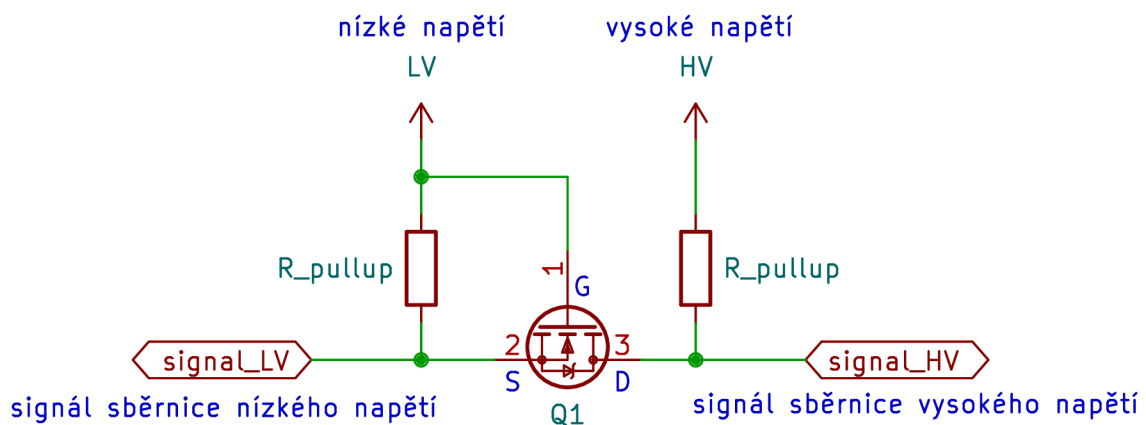 nízké napětí
vysoké napětí
LV
HV
R_pullup
1
G
R_pullup
signal_LV
2
3
signal_HV
S
D
signál sběrnice nízkého napětí
signál sběrnice vysokého napětí
Q1